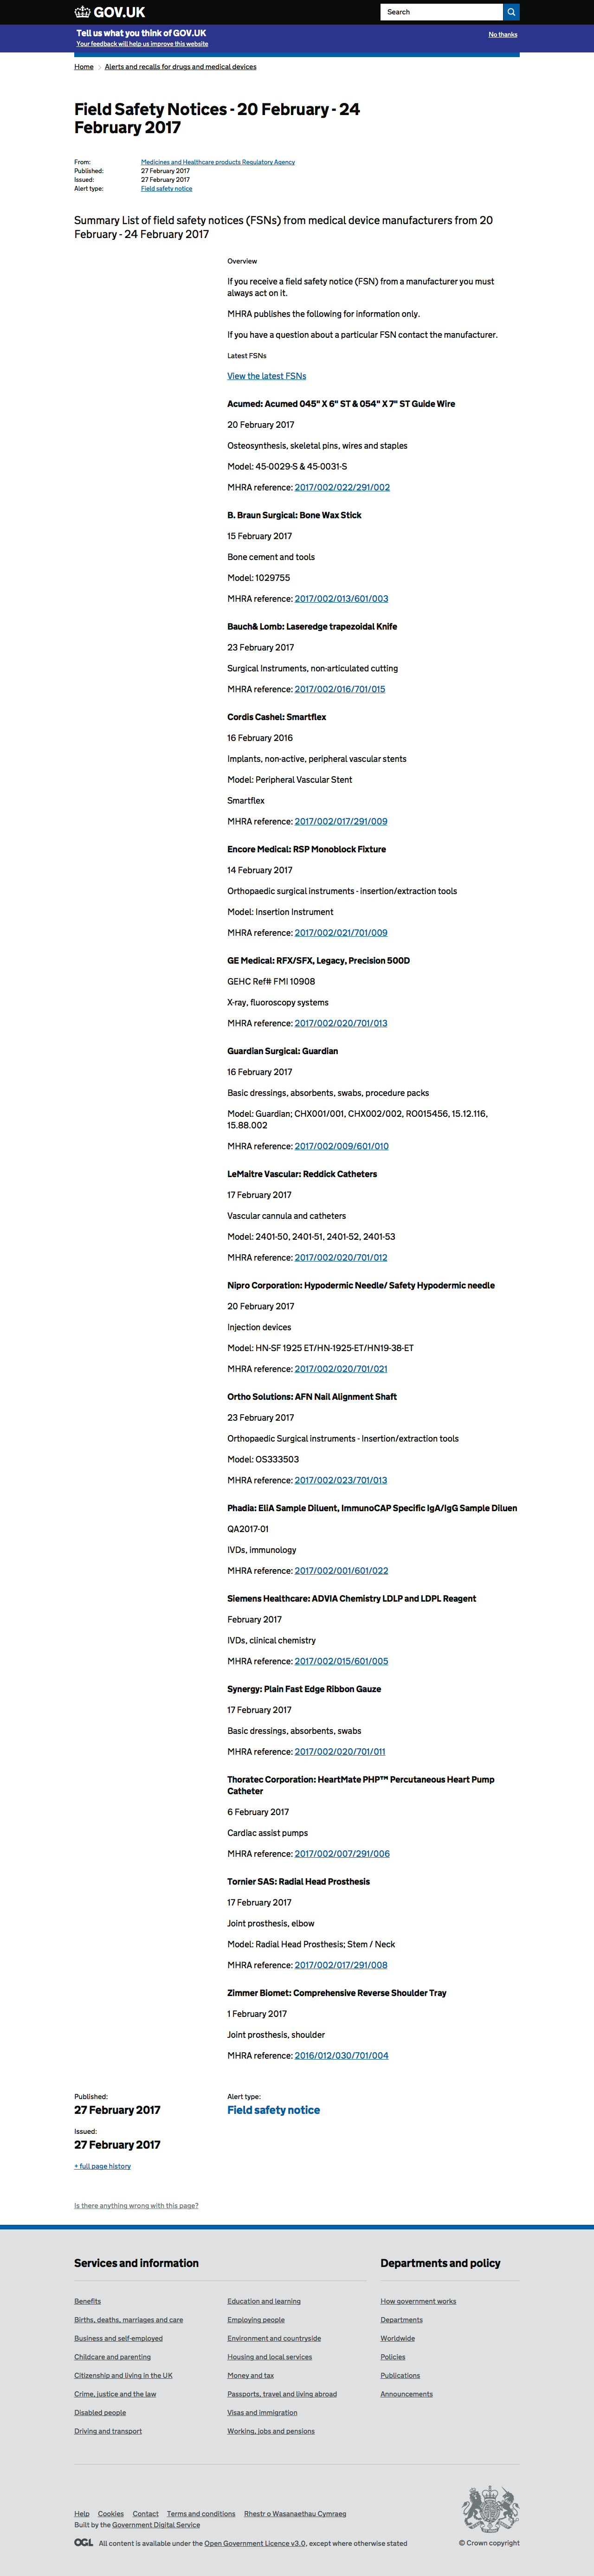 GOV.UK
Search
Tell us what you think of GOV.UK
Your feedback will help us improve this website
No thanks
Home
Alerts and recalls for drugs and medical devices
Field Safety Notices - 20 February - 24
February 2017
From: Medicines and Healthcare products Regulatory Agency
Published: 27 February 2017
Issued: 27 February 2017
Alert type: Field safety notice
Summary List of field safety notices (FSNs) from medical device manufacturers from 20
February - 24 February 2017
Overview
If you receive a field safety notice (FSN) from a manufacturer you must
always act on it.
MHRA publishes the following for information only.
If you have a question about a particular FSN contact the manufacturer.
Latest FSNs
View the latest FSNs
Acumed: Acumed 045" X 6" ST & 054" X 7" ST Guide Wire
20 February 2017
Osteosynthesis, skeletal pins, wires and staples
Model: 45-0029-S & 45-0031-S
MHRA reference: 2017/002/022/291/002
B. Braun Surgical: Bone Wax Stick
15 February 2017
Bone cement and tools
Model: 1029755
MHRA reference: 2017/002/013/601/003
Bauch& Lomb: Laseredge trapezoidal Knife
23 February 2017
Surgical Instruments, non-articulated cutting
MHRA reference: 2017/002/016/701/015
Cordis Cashel: Smartflex
16 February 2016
Implants, non-active, peripheral vascular stents
Model: Peripheral Vascular Stent
Smartflex
MHRA reference: 2017/002/017/291/009
Encore Medical: RSP Monoblock Fixture
14 February 2017
Orthopaedic surgical instruments - insertion/extraction tools
Model: Insertion Instrument
MHRA reference: 2017/002/021/701/009
GE Medical: RFX/SFX, Legacy, Precision 500D
GEHC Ref# FMI 10908
X-ray, fluoroscopy systems
MHRA reference: 2017/002/020/701/013
Guardian Surgical: Guardian
16 February 2017
Basic dressings, absorbents, swabs, procedure packs
Model: Guardian; CHX001/001, CHX002/002, RO015456, 15.12.116,
15.88.002
MHRA reference: 2017/002/009/601/010
LeMaitre Vascular: Reddick Catheters
17 February 2017
Vascular cannula and catheters
Model: 2401-50, 2401-51, 2401-52, 2401-53
MHRA reference: 2017/002/020/701/012
Nipro Corporation: Hypodermic Needle/ Safety Hypodermic needle
20 February 2017
Injection devices
Model: HN-SF 1925 ET/HN-1925-ET/HN19-38-ET
MHRA reference: 2017/002/020/701/021
Ortho Solutions: AFN Nail Alignment Shaft
23 February 2017
Orthopaedic Surgical instruments - Insertion/extraction tools
Model: OS333503
MHRA reference: 2017/002/023/701/013
Phadia: EliA Sample Diluent, ImmunoCAP Specific IgA/IgG Sample Diluen
QA2017-01
IVDs, immunology
MHRA reference: 2017/002/001/601/022
Siemens Healthcare: ADVIA Chemistry LDLP and LDPL Reagent
February 2017
IVDs, clinical chemistry
MHRA reference: 2017/002/015/601/005
Synergy: Plain Fast Edge Ribbon Gauze
17 February 2017
Basic dressings, absorbents, swabs
MHRA reference: 2017/002/020/701/011
Thoratec Corporation: HeartMate PHP™ Percutaneous Heart Pump
Catheter
6 February 2017
Cardiac assist pumps
MHRA reference: 2017/002/007/291/006
Tornier SAS: Radial Head Prosthesis
17 February 2017
Joint prosthesis, elbow
Model: Radial Head Prosthesis; Stem / Neck
MHRA reference: 2017/002/017/291/008
Zimmer Biomet: Comprehensive Reverse Shoulder Tray
1 February 2017
Joint prosthesis, shoulder
MHRA reference: 2016/012/030/701/004
Published:
27 February 2017
Issued:
27 February 2017
+ full page history
Alert type:
Field safety notice
Is there anything wrong with this page?
Services and information
Benefits
Births, deaths, marriages and care
Business and self-employed
Childcare and parenting
Citizenship and living in the UK
Crime, justice and the law
Disabled people
Driving and transport
Education and learning
Employing people
Environment and countryside
Housing and local services
Money and tax
Passports, travel and living abroad
Visas and immigration
Working, jobs and pensions
Departments and policy
How government works
Departments
Worldwide
Policies
Publications
Announcements
Help Cookies Contact Terms and conditions Rhestr o Wasanaethau Cymraeg
Built by the Government Digital Service
OGL All content is available under the Open Government Licence v3.0, except where otherwise stated
© Crown copyright